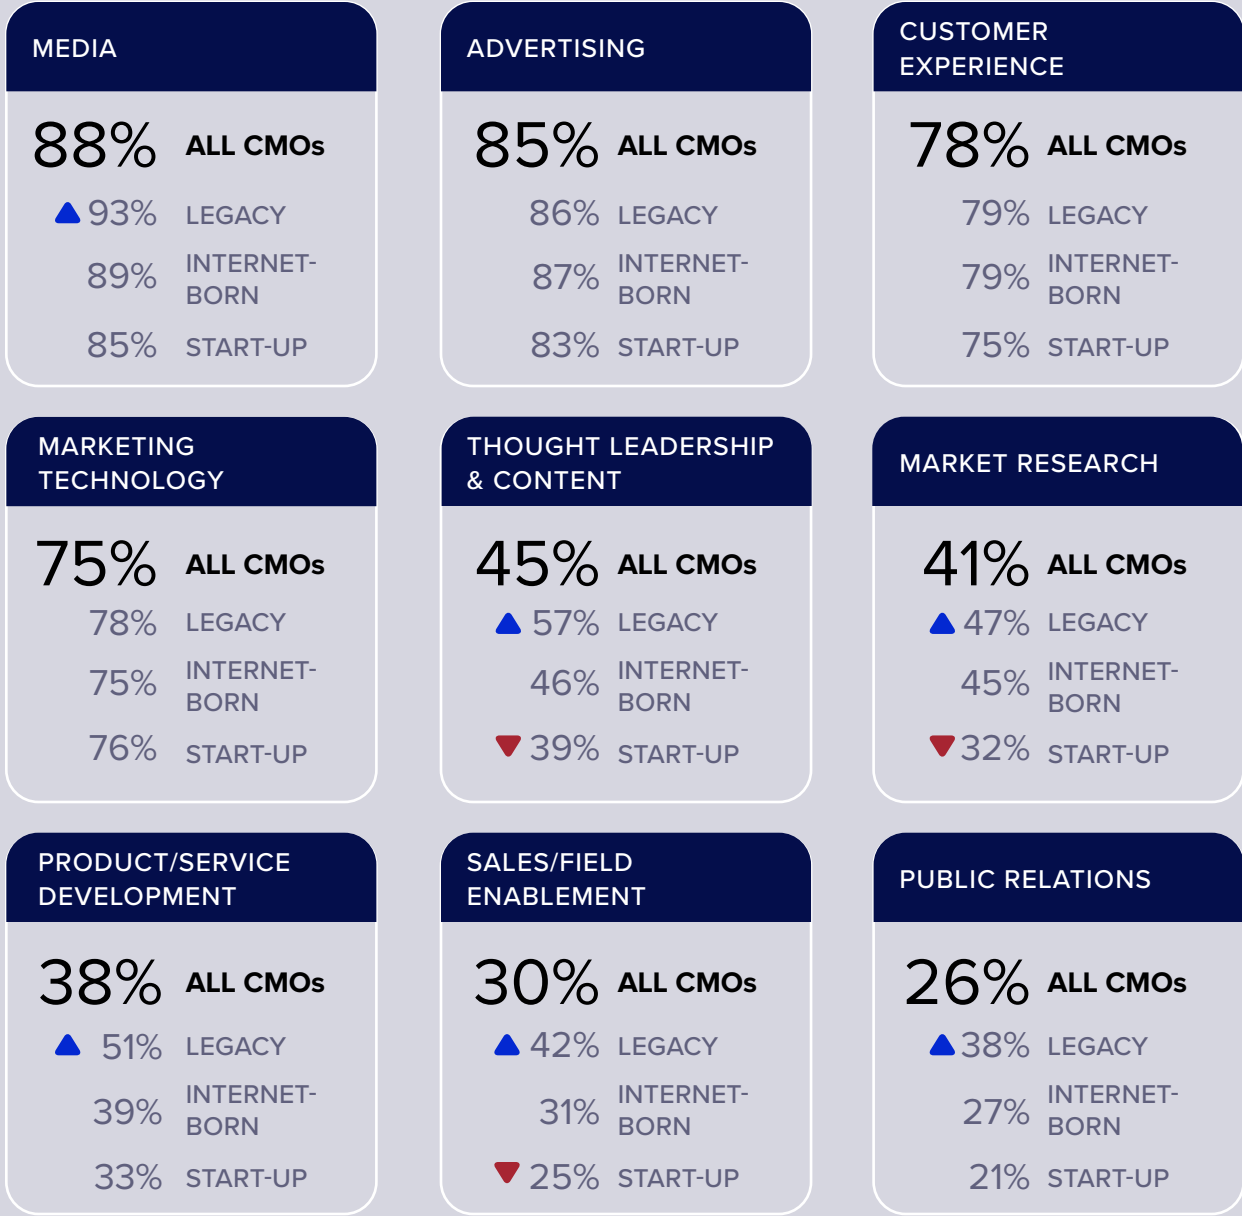 MEDIA
88% ALL CMOs
93% LEGACY
89% INTERNET-
BORN
85% START-UP
ADVERTISING
85% ALL CMOs
86% LEGACY
87% INTERNET-
BORN
83% START-UP
CUSTOMER
EXPERIENCE
78% ALL CMOs
79% LEGACY
79% INTERNET-
BORN
75% START-UP
MARKETING
TECHNOLOGY
75% ALL CMOs
78% LEGACY
75% INTERNET-
BORN
76% START-UP
THOUGHT LEADERSHIP
& CONTENT
45% ALL CMOs
57% LEGACY
46% INTERNET-
BORN
39% START-UP
MARKET RESEARCH
41% ALL CMOs
47% LEGACY
45% INTERNET-
BORN
32% START-UP
PRODUCT/SERVICE
DEVELOPMENT
38% ALL CMOs
51% LEGACY
39% INTERNET-
BORN
33% START-UP
SALES/FIELD
ENABLEMENT
30% ALL CMOs
42% LEGACY
31% INTERNET-
BORN
25% START-UP
PUBLIC RELATIONS
26% ALL CMOs
38% LEGACY
27% INTERNET-
BORN
21% START-UP